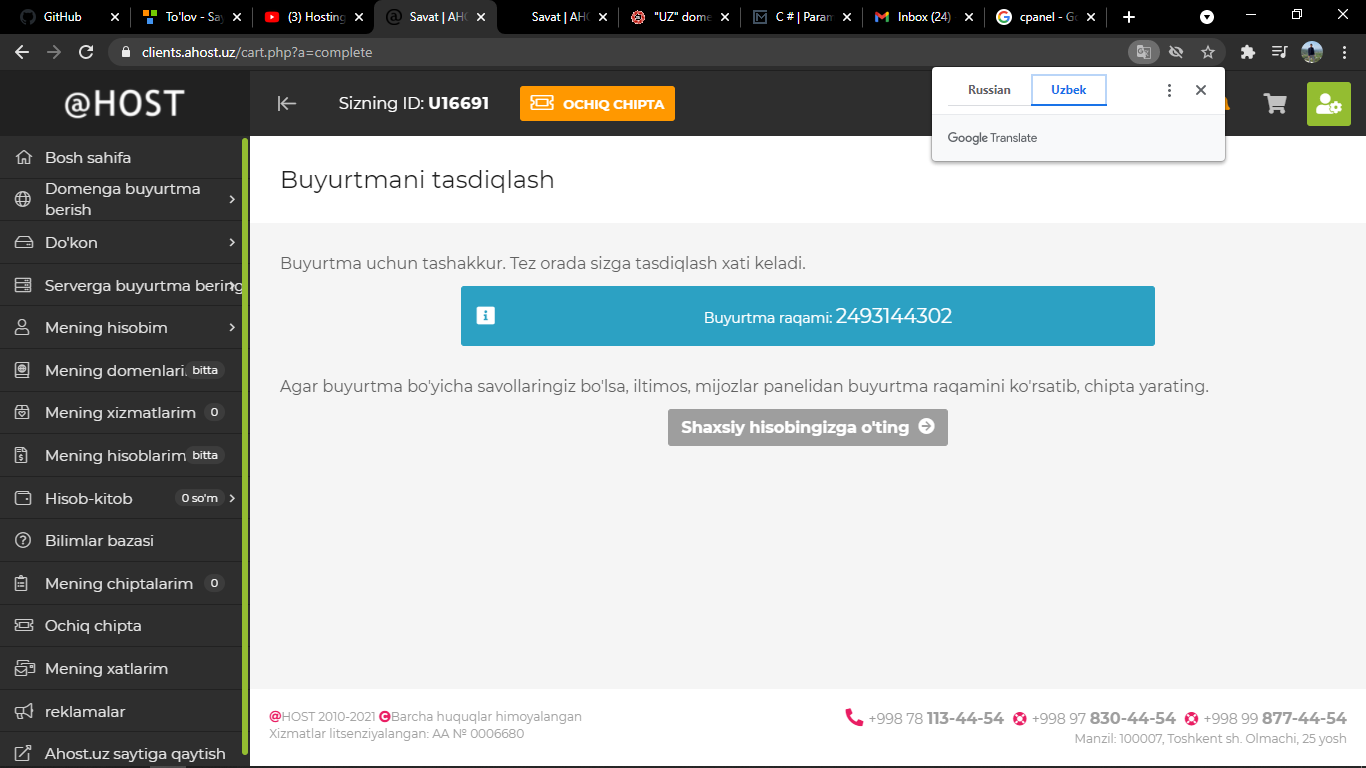 GitHub
To'lov - Say
(3) Hosting
Savat | AHO
Savat | AHO
"UZ" dome
C # | Param
Inbox (24)
cpanel - Go
clients.ahost.uz/cart.php?a=complete
@HOST
Sizning ID: U16691
OCHIQ CHIPTA
Russian
Uzbek
Google Translate
Bosh sahifa
Domenga buyurtma
berish
Do'kon
Serverga buyurtma bering
Mening hisobim
Mening domenlari. bitta
Mening xizmatlarim 0
Mening hisoblarim bitta
Hisob-kitob 0 so'm
Bilimlar bazasi
Mening chiptalarim 0
Ochiq chipta
Mening xatlarim
reklamalar
Ahost.uz saytiga qaytish
Buyurtmani tasdiqlash
Buyurtma uchun tashakkur. Tez orada sizga tasdiqlash xati keladi.
Buyurtma raqami: 2493144302
Agar buyurtma bo'yicha savollaringiz bo'lsa, iltimos, mijozlar panelidan buyurtma raqamini ko'rsatib, chipta yarating.
Shaxsiy hisobingizga o'ting
@HOST 2010-2021 Barcha huquqlar himoyalangan
Xizmatlar litsenziyalangan: AA № 0006680
+998 78 113-44-54 +998 97 830-44-54 +998 99 877-44-54
Manzil: 100007, Toshkent sh. Olmachi, 25 yosh